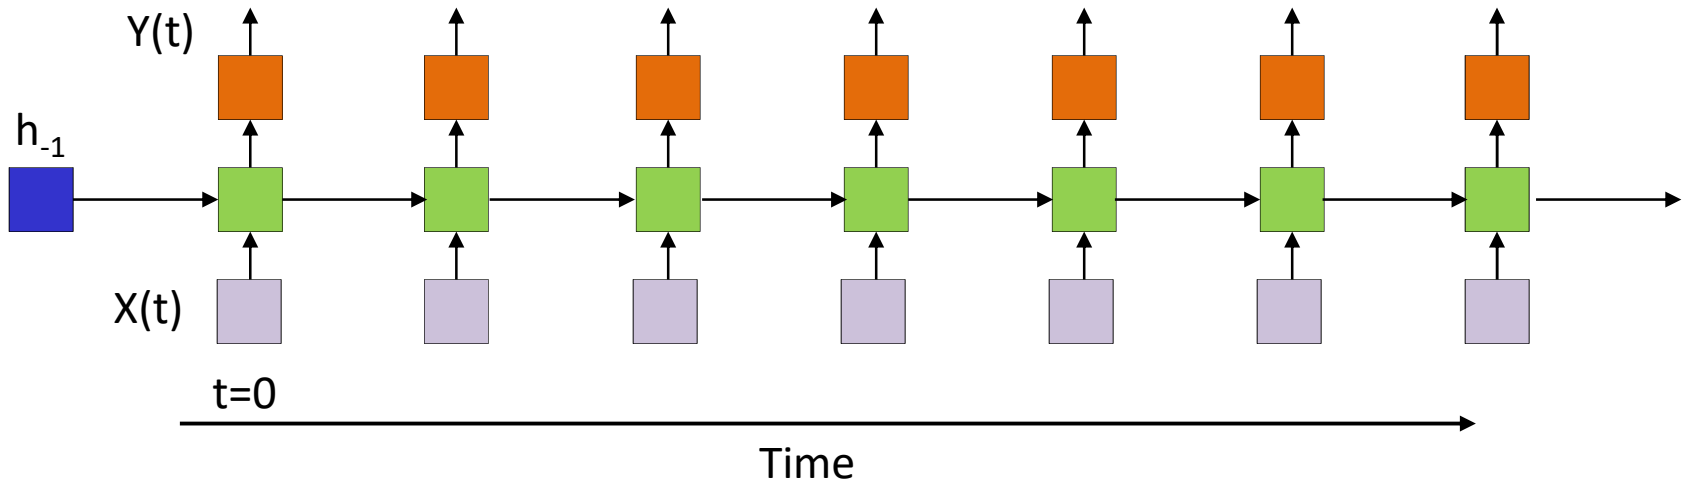 Y(t)
h₋₁
X(t)
t=0
Time